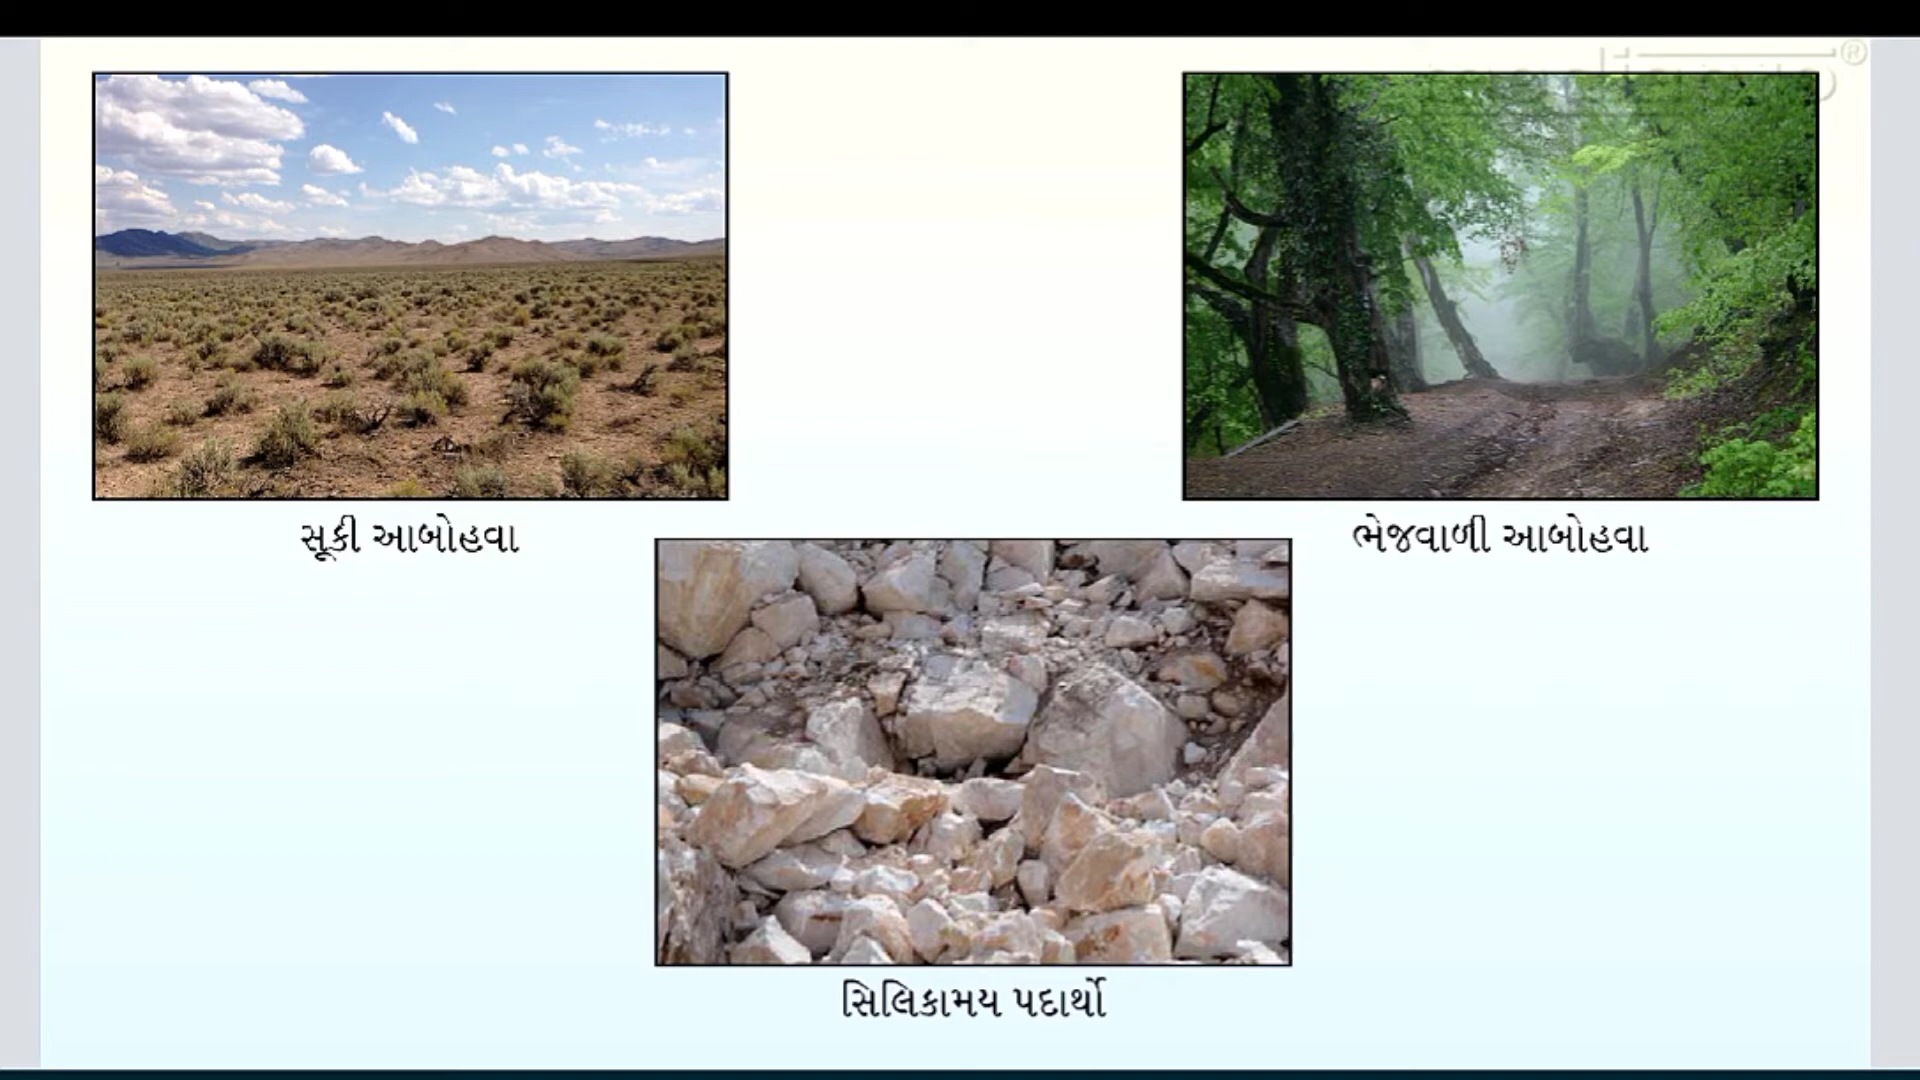 સૂકી આબોહવા
ભેજવાળી આબોહવા
સિલિકામય પદાર્થો